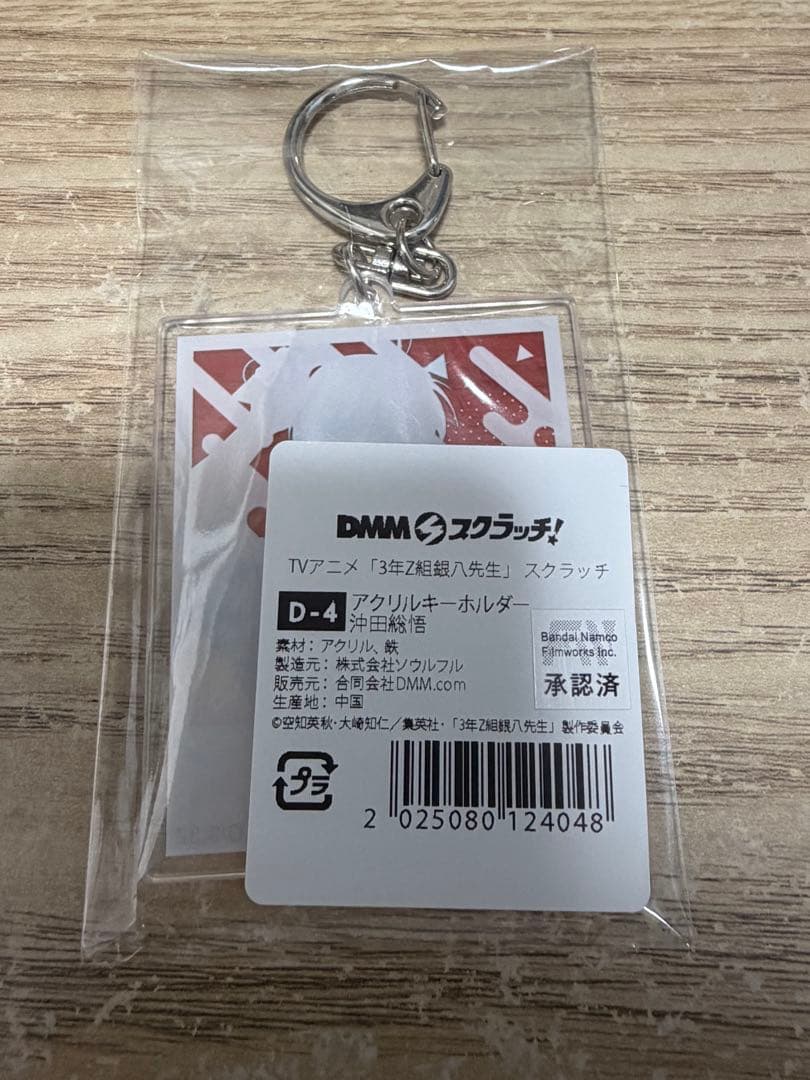 DMMスクラッチ!
TVアニメ「3年Z組銀八先生」 スクラッチ
D-4 アクリルキーホルダー
沖田総悟
素材：アクリル、鉄
製造元：株式会社ソウルフル
販売元：合同会社DMM.com
生産地：中国
Bandai Namco
Filmworks Inc.
承認済
©空知英秋・大崎知仁／集英社・「3年Z組銀八先生」製作委員会
プラ
2 025080 124048